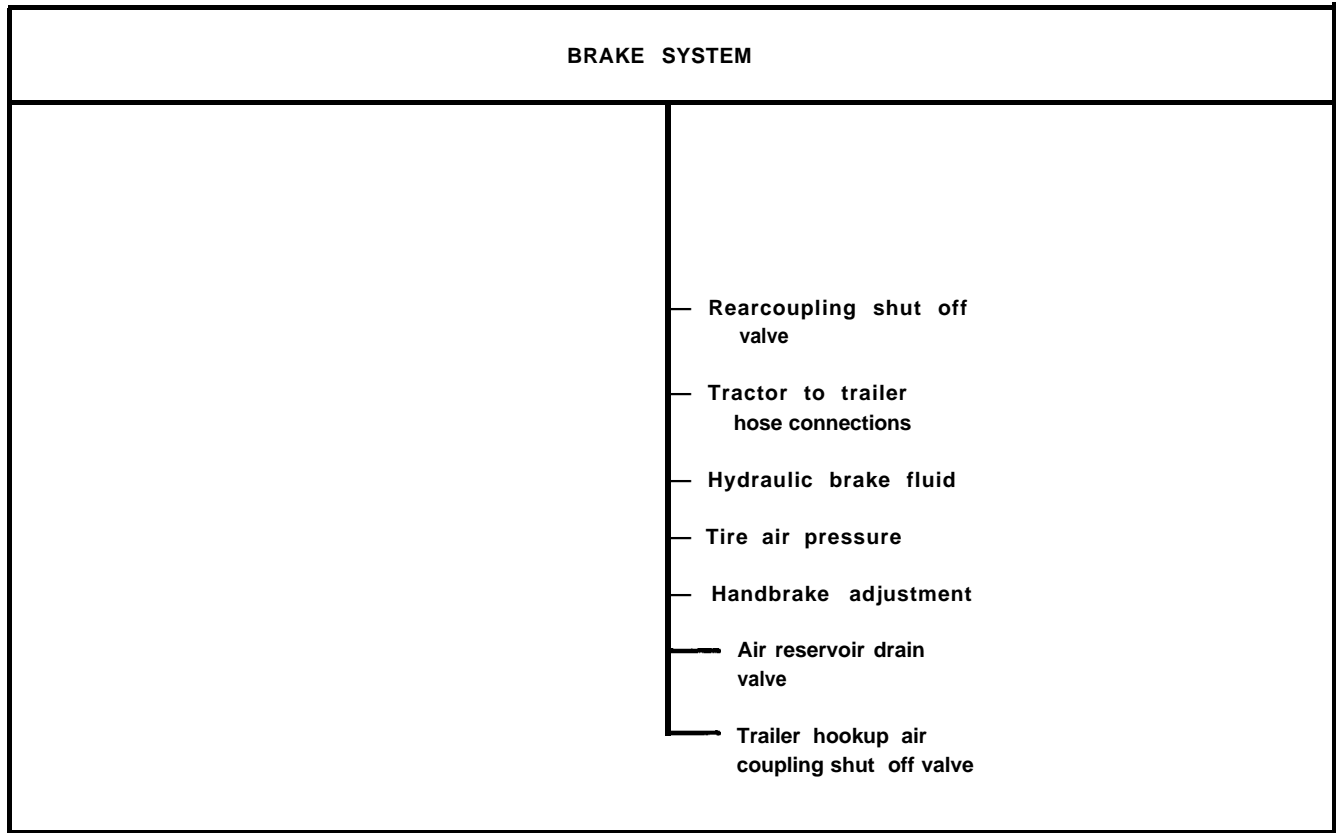 BRAKE SYSTEM
Rearcoupling shut off
valve
Tractor to trailer
hose connections
Hydraulic brake fluid
Tire air pressure
Handbrake adjustment
Air reservoir drain
valve
Trailer hookup air
coupling shut off valve